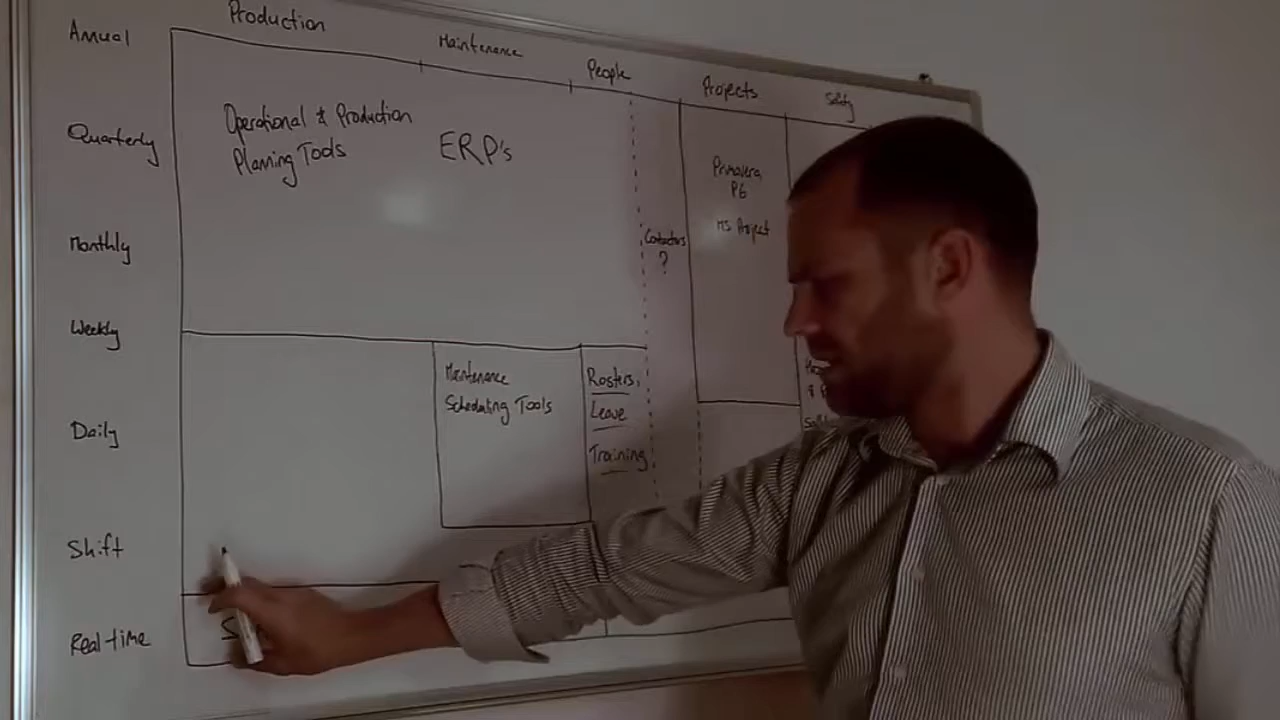 Production
Annual
Maintenance
People
Projects
Safety
Operational & Production
Planning Tools
ERP's
Quarterly
Primavera
P6
MS Project
Monthly
Contractors
?
Weekly
Maintenance
Scheduling Tools
Rosters,
Leave
Training
Daily
Shift
Real-time